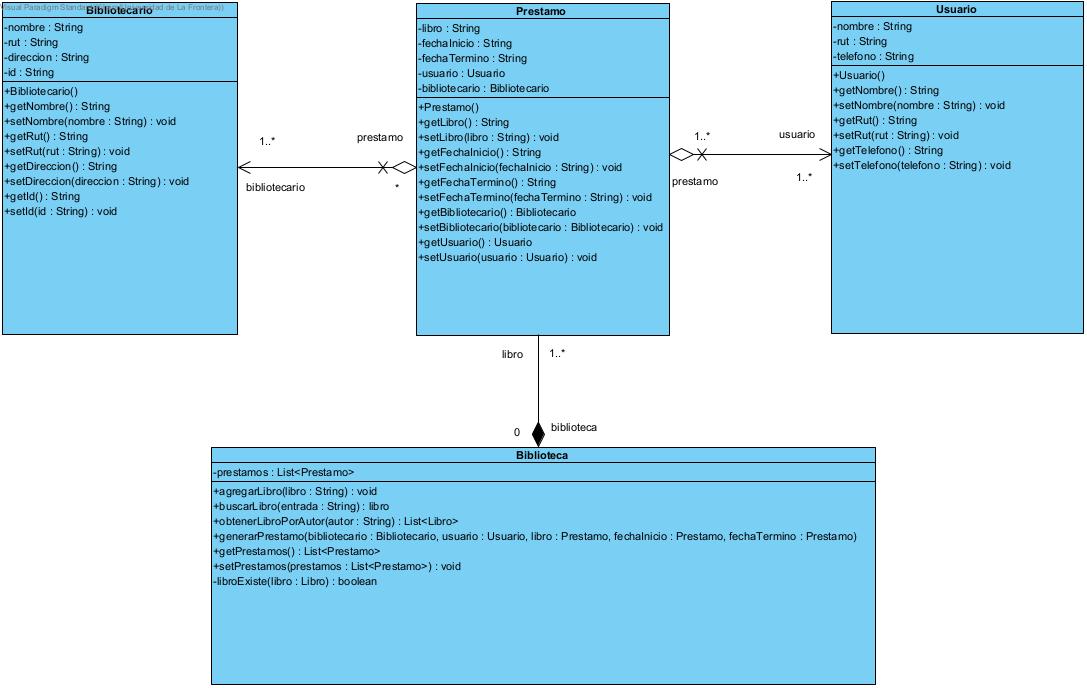 Bibliotecario
-nombre : String
-rut : String
-direccion : String
-id : String
+Bibliotecario()
+getNombre() : String
+setNombre(nombre : String) : void
+getRut() : String
+setRut(rut : String) : void
+getDireccion() : String
+setDireccion(direccion : String) : void
+getId() : String
+setId(id : String) : void
1..*
bibliotecario
prestamo
*
Prestamo
-libro : String
-fechaInicio : String
-fechaTermino : String
-usuario : Usuario
-bibliotecario : Bibliotecario
+Prestamo()
+getLibro() : String
+setLibro(libro : String) : void
+getFechaInicio() : String
+setFechaInicio(fechaInicio : String) : void
+getFechaTermino() : String
+setFechaTermino(fechaTermino : String) : void
+getBibliotecario() : Bibliotecario
+setBibliotecario(bibliotecario : Bibliotecario) : void
+getUsuario() : Usuario
+setUsuario(usuario : Usuario) : void
1..*
prestamo
usuario
1..*
Usuario
-nombre : String
-rut : String
-telefono : String
+Usuario()
+getNombre() : String
+setNombre(nombre : String) : void
+getRut() : String
+setRut(rut : String) : void
+getTelefono() : String
+setTelefono(telefono : String) : void
libro
1..*
0
biblioteca
Biblioteca
-prestamos : List<Prestamo>
+agregarLibro(libro : String) : void
+buscarLibro(entrada : String) : libro
+obtenerLibroPorAutor(autor : String) : List<Libro>
+generarPrestamo(bibliotecario : Bibliotecario, usuario : Usuario, libro : Prestamo, fechaInicio : Prestamo, fechaTermino : Prestamo)
+getPrestamos() : List<Prestamo>
+setPrestamos(prestamos : List<Prestamo>) : void
-libroExiste(libro : Libro) : boolean